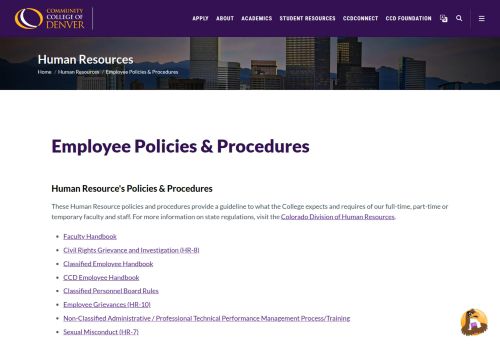 COMMUNITY
COLLEGE OF
DENVER
APPLY ABOUT ACADEMICS STUDENT RESOURCES CCDCONNECT CCD FOUNDATION
Human Resources
Home / Human Resources / Employee Policies & Procedures
Employee Policies & Procedures
Human Resource's Policies & Procedures
These Human Resource policies and procedures provide a guideline to what the College expects and requires of our full-time, part-time or
temporary faculty and staff. For more information on state regulations, visit the Colorado Division of Human Resources.
Faculty Handbook
Civil Rights Grievance and Investigation (HR-8)
Classified Employee Handbook
CCD Employee Handbook
Classified Personnel Board Rules
Employee Grievances (HR-10)
Non-Classified Administrative / Professional Technical Performance Management Process/Training
Sexual Misconduct (HR-7)